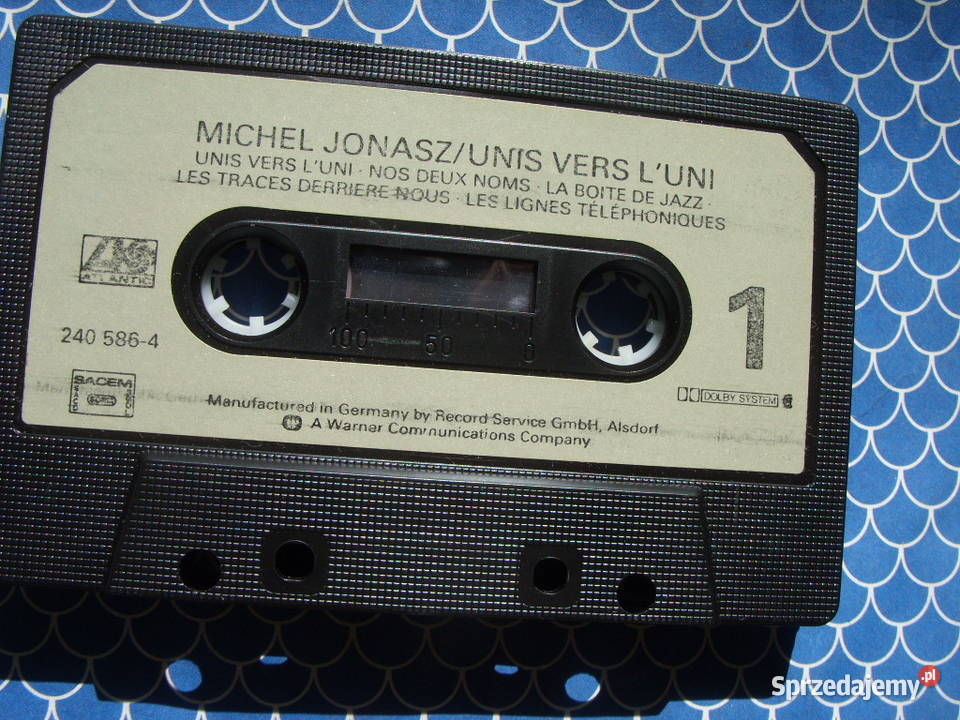 MICHEL JONASZ/UNIS VERS L'UNI
UNIS VERS L'UNI · NOS DEUX NOMS · LA BOITE DE JAZZ ·
LES TRACES DERRIERE NOUS · LES LIGNES TÉLÉPHONIQUES
ATLANTIC
240 586-4
1
100 50 0
SACEM
DOLBY SYSTEM
Manufactured in Germany by Record Service GmbH, Alsdorf
A Warner Communications Company
Sprzedajemy.pl